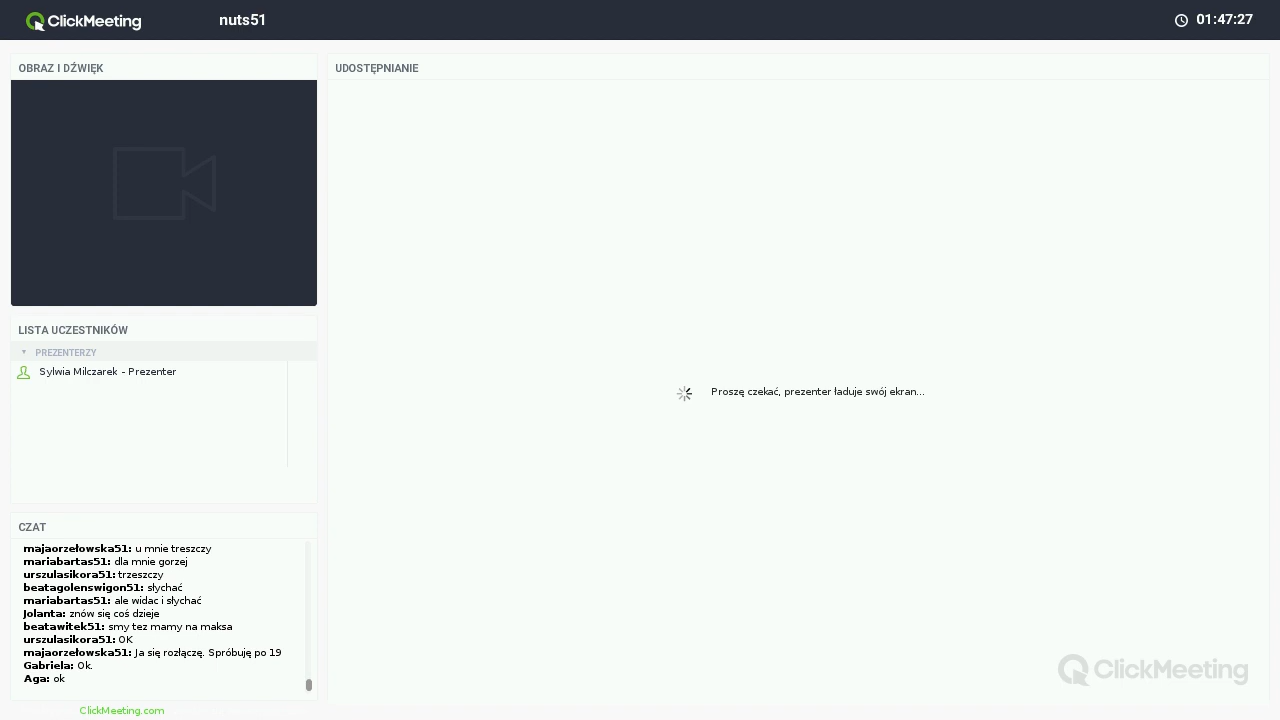 ClickMeeting
nuts51
01:47:27
OBRAZ I DŹWIĘK
UDOSTĘPNIANIE
LISTA UCZESTNIKÓW
PREZENTERZY
Sylwia Milczarek - Prezenter
Proszę czekać, prezenter ładuje swój ekran...
CZAT
majaorzełowska51: u mnie treszczy
mariabartas51: dla mnie gorzej
urszulasikora51: trzeszczy
beatagolenswigon51: słychać
mariabartas51: ale widac i słychać
Jolanta: znów się coś dzieje
beatawitek51: smy tez mamy na maksa
urszulasikora51: OK
majaorzełowska51: Ja się rozłączę. Spróbuję po 19
Gabriela: Ok.
Aga: ok
ClickMeeting
ClickMeeting.com